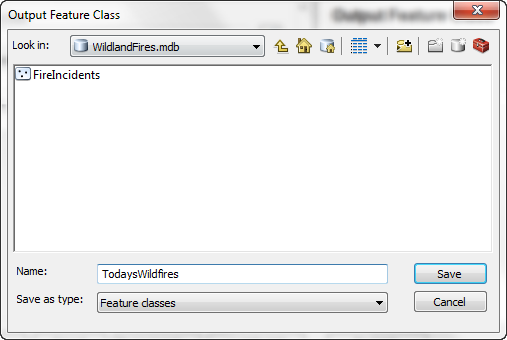 Output Feature Class
Look in: WildlandFires.mdb
FireIncidents
Name: TodaysWildfires Save
Save as type: Feature classes Cancel